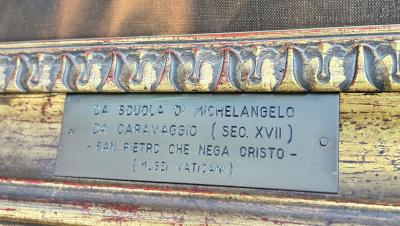 DA SCUOLA DI MICHELANGELO
DA CARAVAGGIO (SEC. XVII)
- SAN PIETRO CHE NEGA CRISTO -
(MUSEI VATICANI)